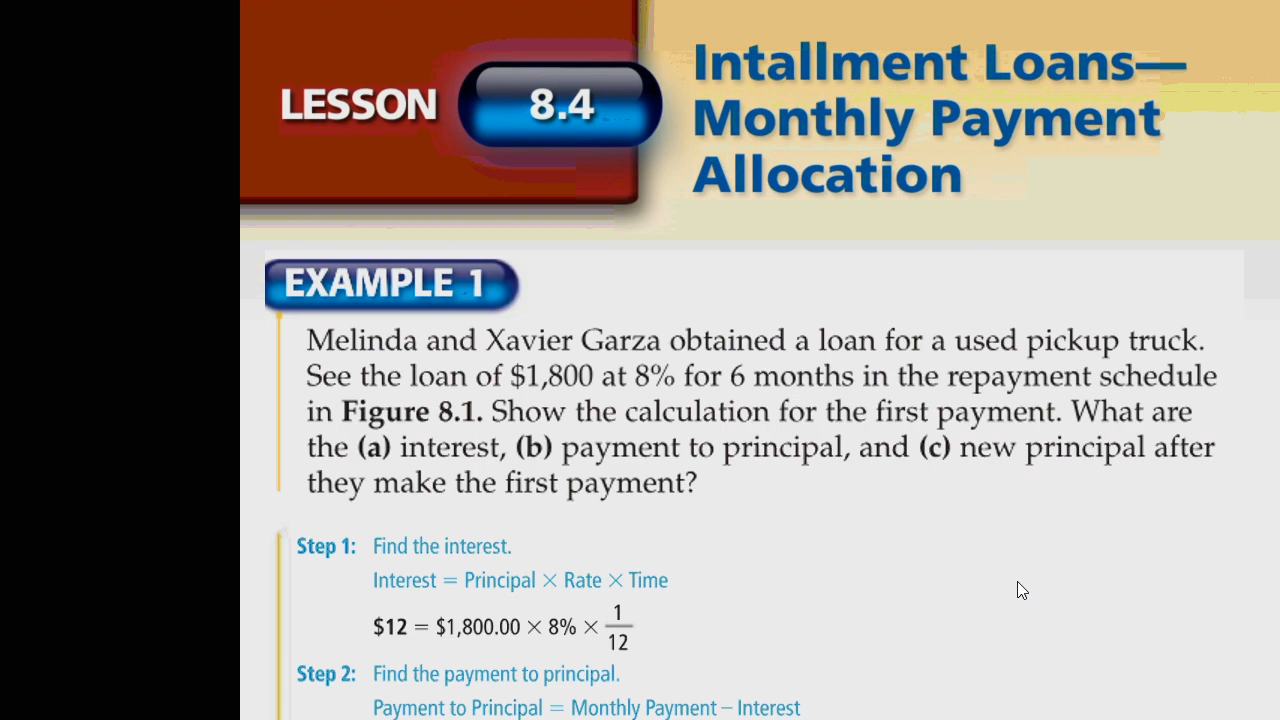 LESSON 8.4
Intallment Loans—
Monthly Payment
Allocation
EXAMPLE 1
Melinda and Xavier Garza obtained a loan for a used pickup truck.
See the loan of $1,800 at 8% for 6 months in the repayment schedule
in Figure 8.1. Show the calculation for the first payment. What are
the (a) interest, (b) payment to principal, and (c) new principal after
they make the first payment?
Step 1: Find the interest.
Interest = Principal × Rate × Time
$12 = $1,800.00 × 8% × 1/12
Step 2: Find the payment to principal.
Payment to Principal = Monthly Payment – Interest